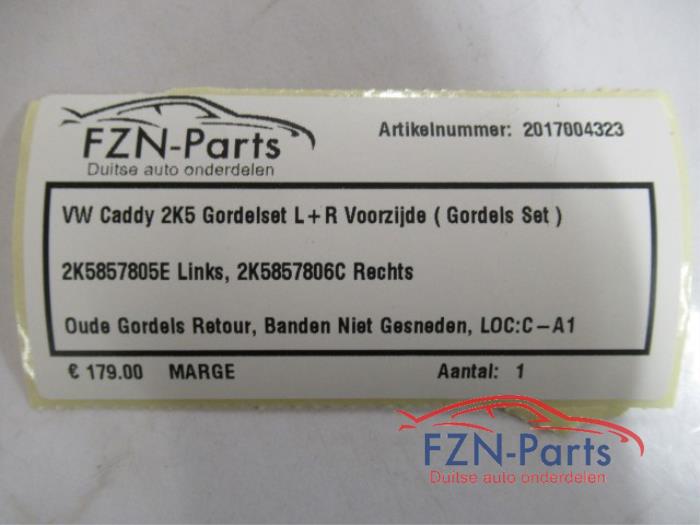 FZN-Parts
Duitse auto onderdelen
Artikelnummer: 2017004323
VW Caddy 2K5 Gordelset L+R Voorzijde ( Gordels Set )
2K5857805E Links, 2K5857806C Rechts
Oude Gordels Retour, Banden Niet Gesneden, LOC:C-A1
€ 179.00 MARGE Aantal: 1
FZN-Parts
Duitse auto onderdelen